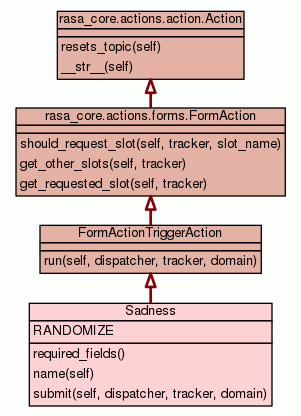 rasa_core.actions.action.Action
resets_topic(self)
__str__(self)
rasa_core.actions.forms.FormAction
should_request_slot(self, tracker, slot_name)
get_other_slots(self, tracker)
get_requested_slot(self, tracker)
FormActionTriggerAction
run(self, dispatcher, tracker, domain)
Sadness
RANDOMIZE
required_fields()
name(self)
submit(self, dispatcher, tracker, domain)